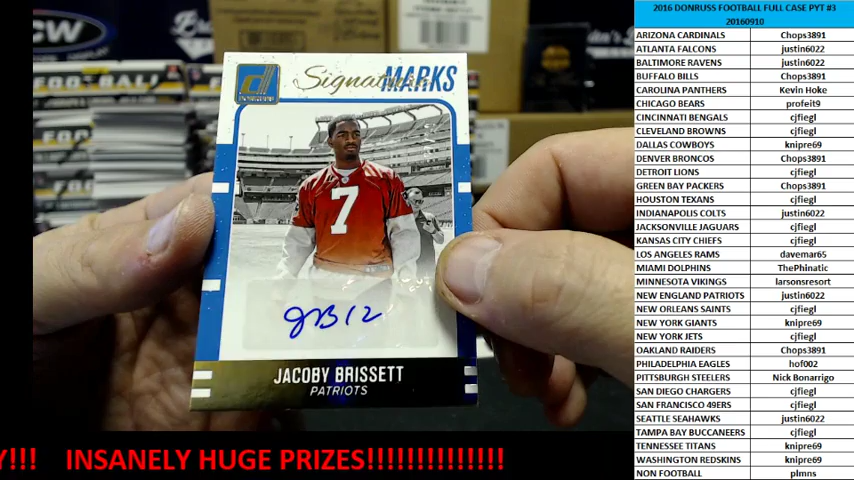 Signature MARKS
DONRUSS
7
JB 12
JACOBY BRISSETT
PATRIOTS
Y!!! INSANELY HUGE PRIZES!!!!!!!!!!!!!!!
2016 DONRUSS FOOTBALL FULL CASE PYT #3
20160910
ARIZONA CARDINALS Chops3891
ATLANTA FALCONS justin6022
BALTIMORE RAVENS justin6022
BUFFALO BILLS Chops3891
CAROLINA PANTHERS Kevin Hoke
CHICAGO BEARS profeit9
CINCINNATI BENGALS cjfiegl
CLEVELAND BROWNS cjfiegl
DALLAS COWBOYS knipre69
DENVER BRONCOS Chops3891
DETROIT LIONS cjfiegl
GREEN BAY PACKERS Chops3891
HOUSTON TEXANS cjfiegl
INDIANAPOLIS COLTS justin6022
JACKSONVILLE JAGUARS cjfiegl
KANSAS CITY CHIEFS cjfiegl
LOS ANGELES RAMS davemar65
MIAMI DOLPHINS ThePhinatic
MINNESOTA VIKINGS larsonsresort
NEW ENGLAND PATRIOTS justin6022
NEW ORLEANS SAINTS cjfiegl
NEW YORK GIANTS knipre69
NEW YORK JETS cjfiegl
OAKLAND RAIDERS Chops3891
PHILADELPHIA EAGLES hof002
PITTSBURGH STEELERS Nick Bonarrigo
SAN DIEGO CHARGERS cjfiegl
SAN FRANCISCO 49ERS cjfiegl
SEATTLE SEAHAWKS justin6022
TAMPA BAY BUCCANEERS cjfiegl
TENNESSEE TITANS knipre69
WASHINGTON REDSKINS knipre69
NON FOOTBALL plmns